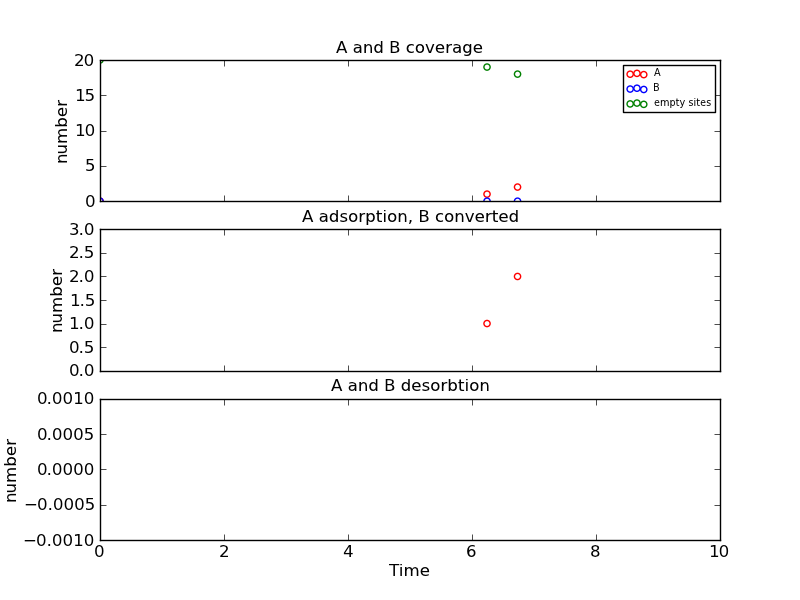 A and B coverage
20
15
10
5
0
number
A
B
empty sites
A adsorption, B converted
3.0
2.5
2.0
1.5
1.0
0.5
0.0
number
A and B desorbtion
0.0010
0.0005
0.0000
−0.0005
−0.0010
number
0 2 4 6 8 10
Time